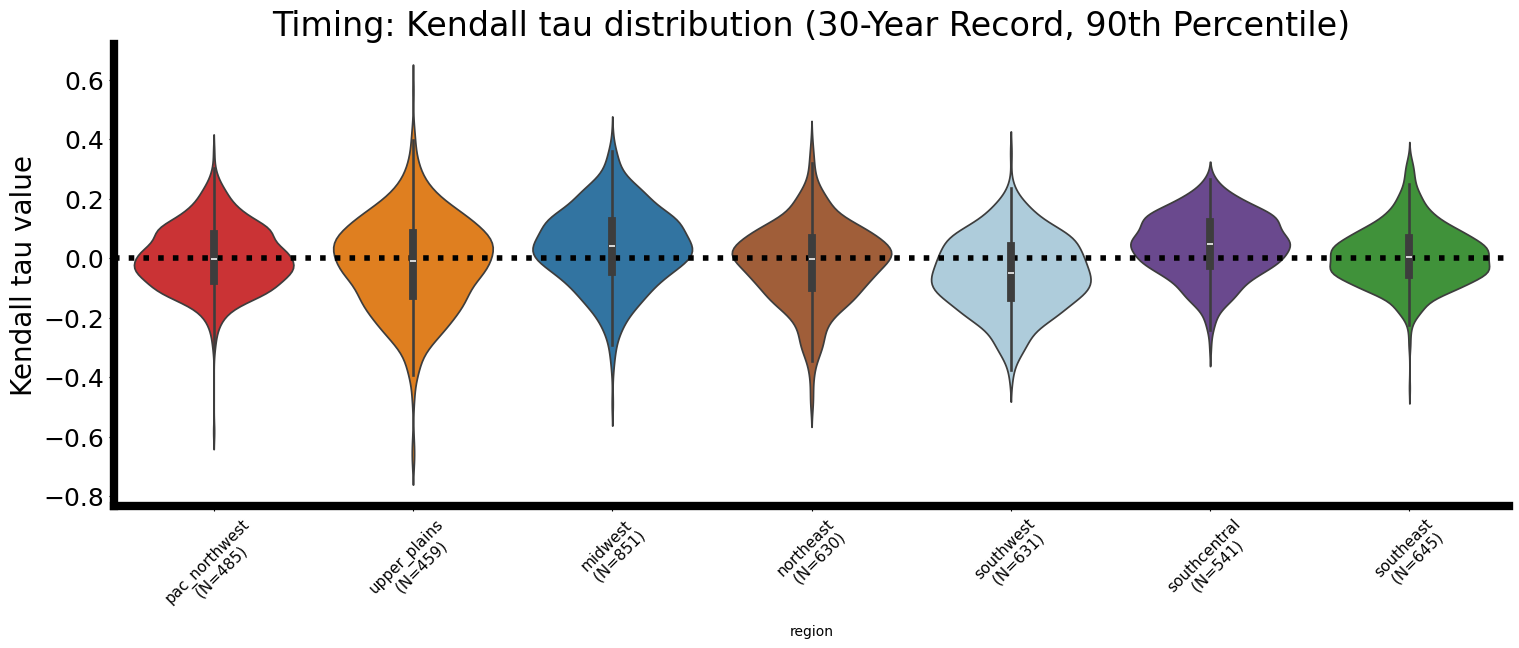 Timing: Kendall tau distribution (30-Year Record, 90th Percentile)
Kendall tau value
0.6
0.4
0.2
0.0
−0.2
−0.4
−0.6
−0.8
pac_northwest
(N=485)
upper_plains
(N=459)
midwest
(N=851)
northeast
(N=630)
southwest
(N=631)
southcentral
(N=541)
southeast
(N=645)
region